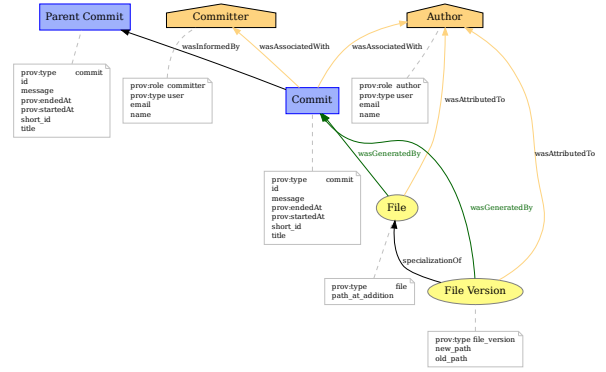 Parent Commit
Committer
Author
wasInformedBy
wasAssociatedWith
wasAssociatedWith
prov:type commit
id
message
prov:endedAt
prov:startedAt
short_id
title
prov:role committer
prov:type user
email
name
prov:role author
prov:type user
email
name
Commit
wasAttributedTo
wasGeneratedBy
wasAttributedTo
prov:type commit
id
message
prov:endedAt
prov:startedAt
short_id
title
File
wasGeneratedBy
specializationOf
prov:type file
path_at_addition
File Version
prov:type file_version
new_path
old_path